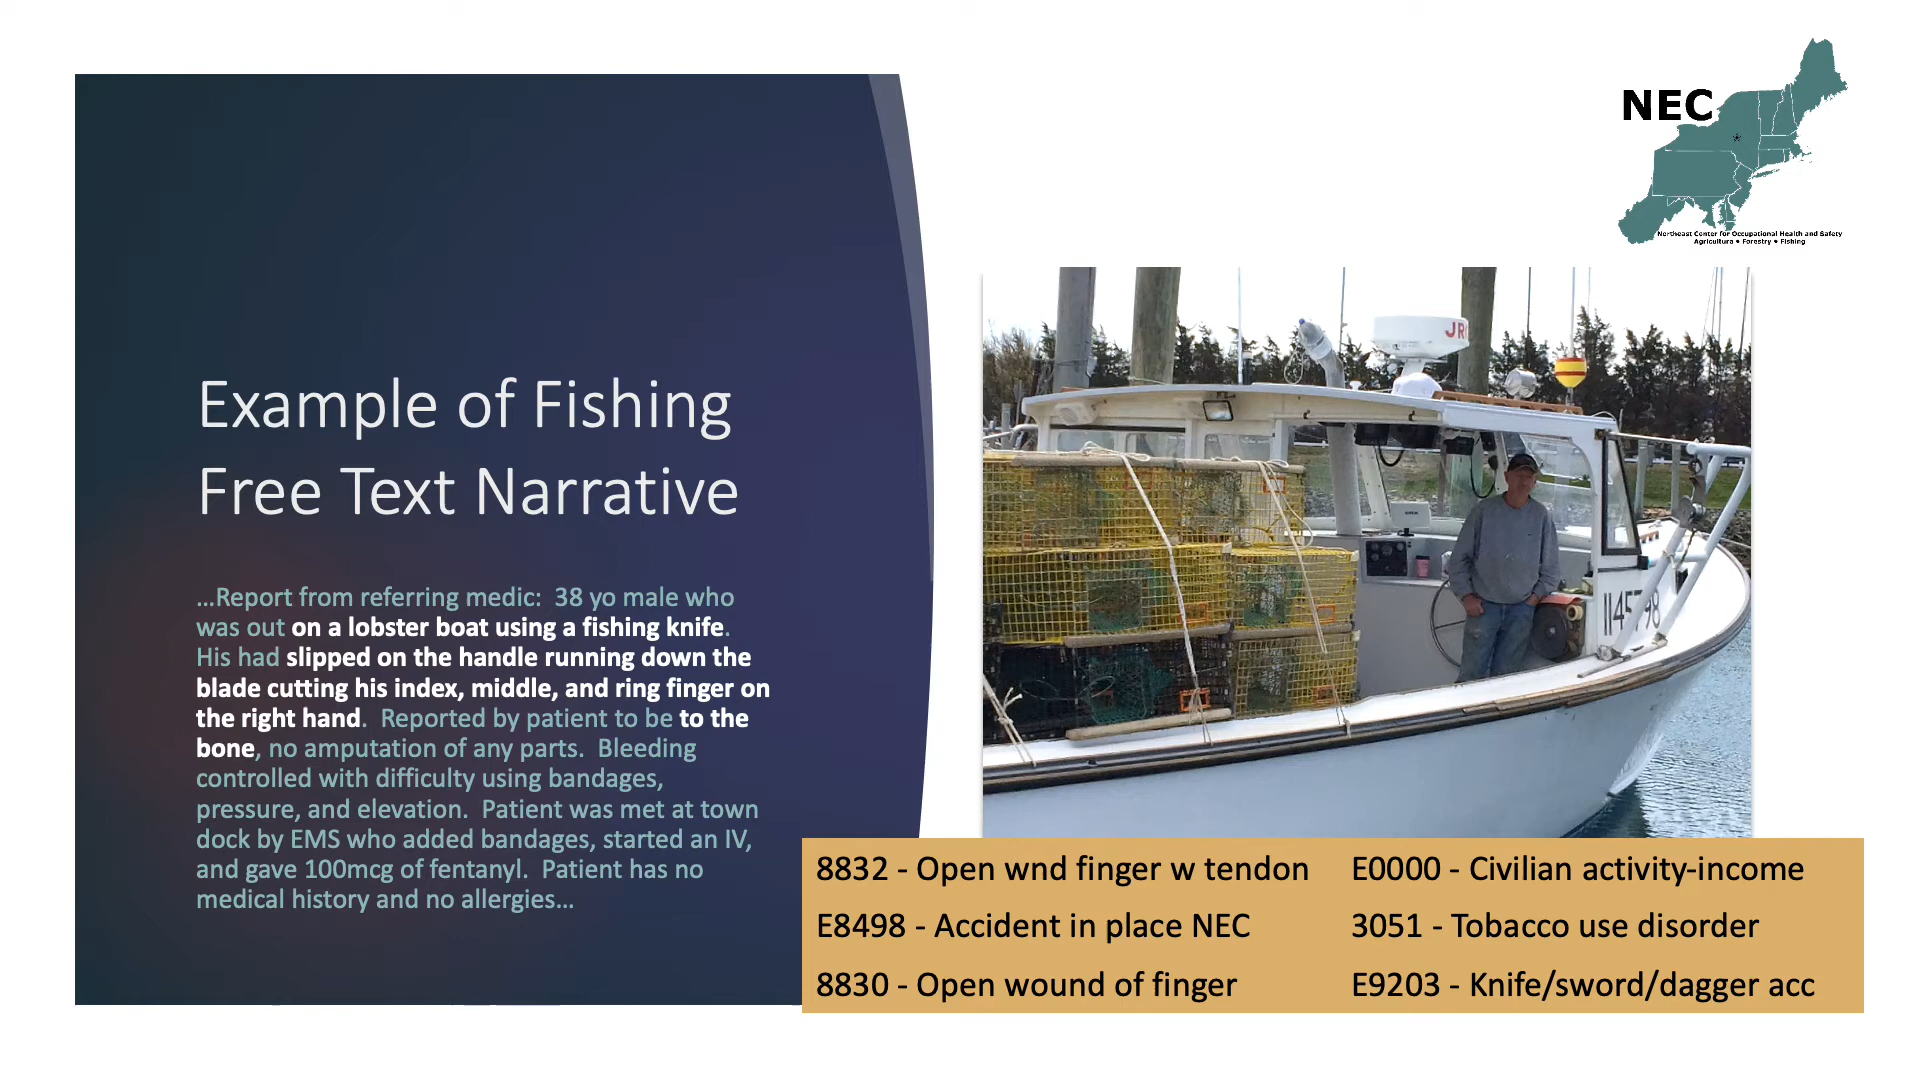 NEC
Northeast Center for Occupational Health and Safety
Agriculture • Forestry • Fishing
Example of Fishing
Free Text Narrative
...Report from referring medic:  38 yo male who
was out on a lobster boat using a fishing knife.
His had slipped on the handle running down the
blade cutting his index, middle, and ring finger on
the right hand.  Reported by patient to be to the
bone, no amputation of any parts.  Bleeding
controlled with difficulty using bandages,
pressure, and elevation.  Patient was met at town
dock by EMS who added bandages, started an IV,
and gave 100mcg of fentanyl.  Patient has no
medical history and no allergies...
JR
8832 - Open wnd finger w tendon
E8498 - Accident in place NEC
8830 - Open wound of finger
E0000 - Civilian activity-income
3051 - Tobacco use disorder
E9203 - Knife/sword/dagger acc